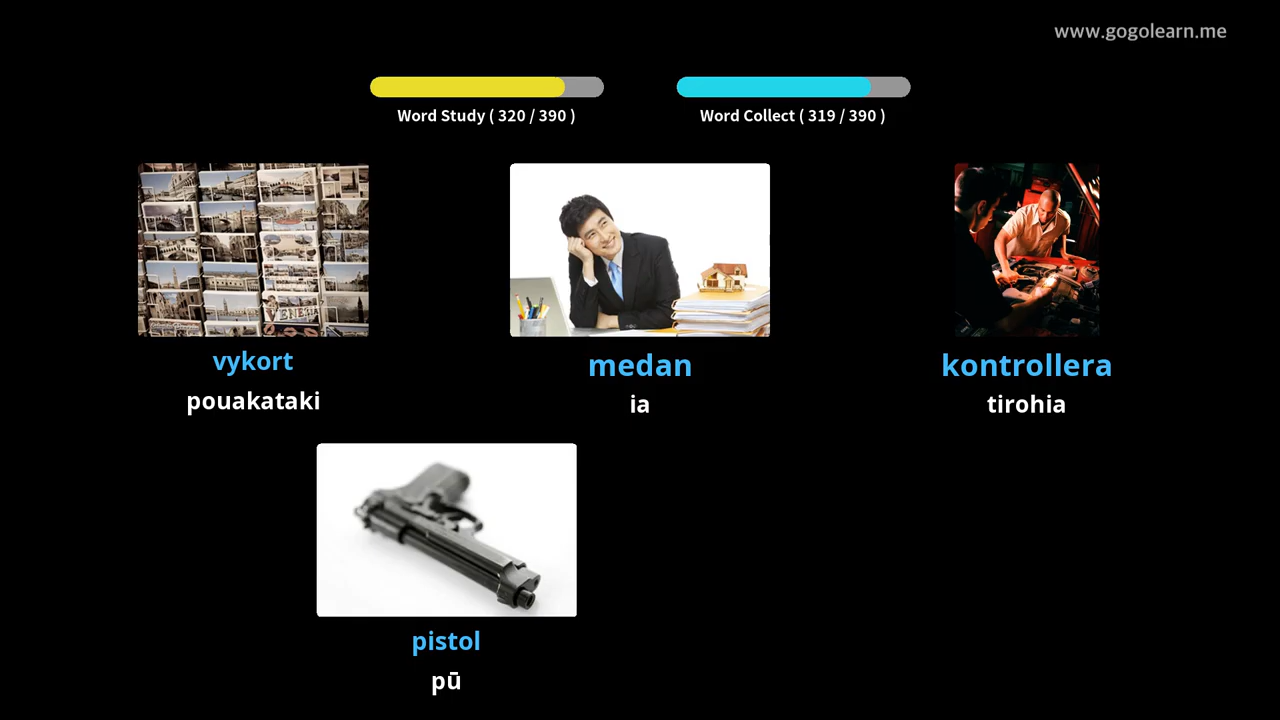 www.gogolearn.me
Word Study ( 320 / 390 )
Word Collect ( 319 / 390 )
vykort
pouakataki
medan
ia
kontrollera
tirohia
pistol
pū